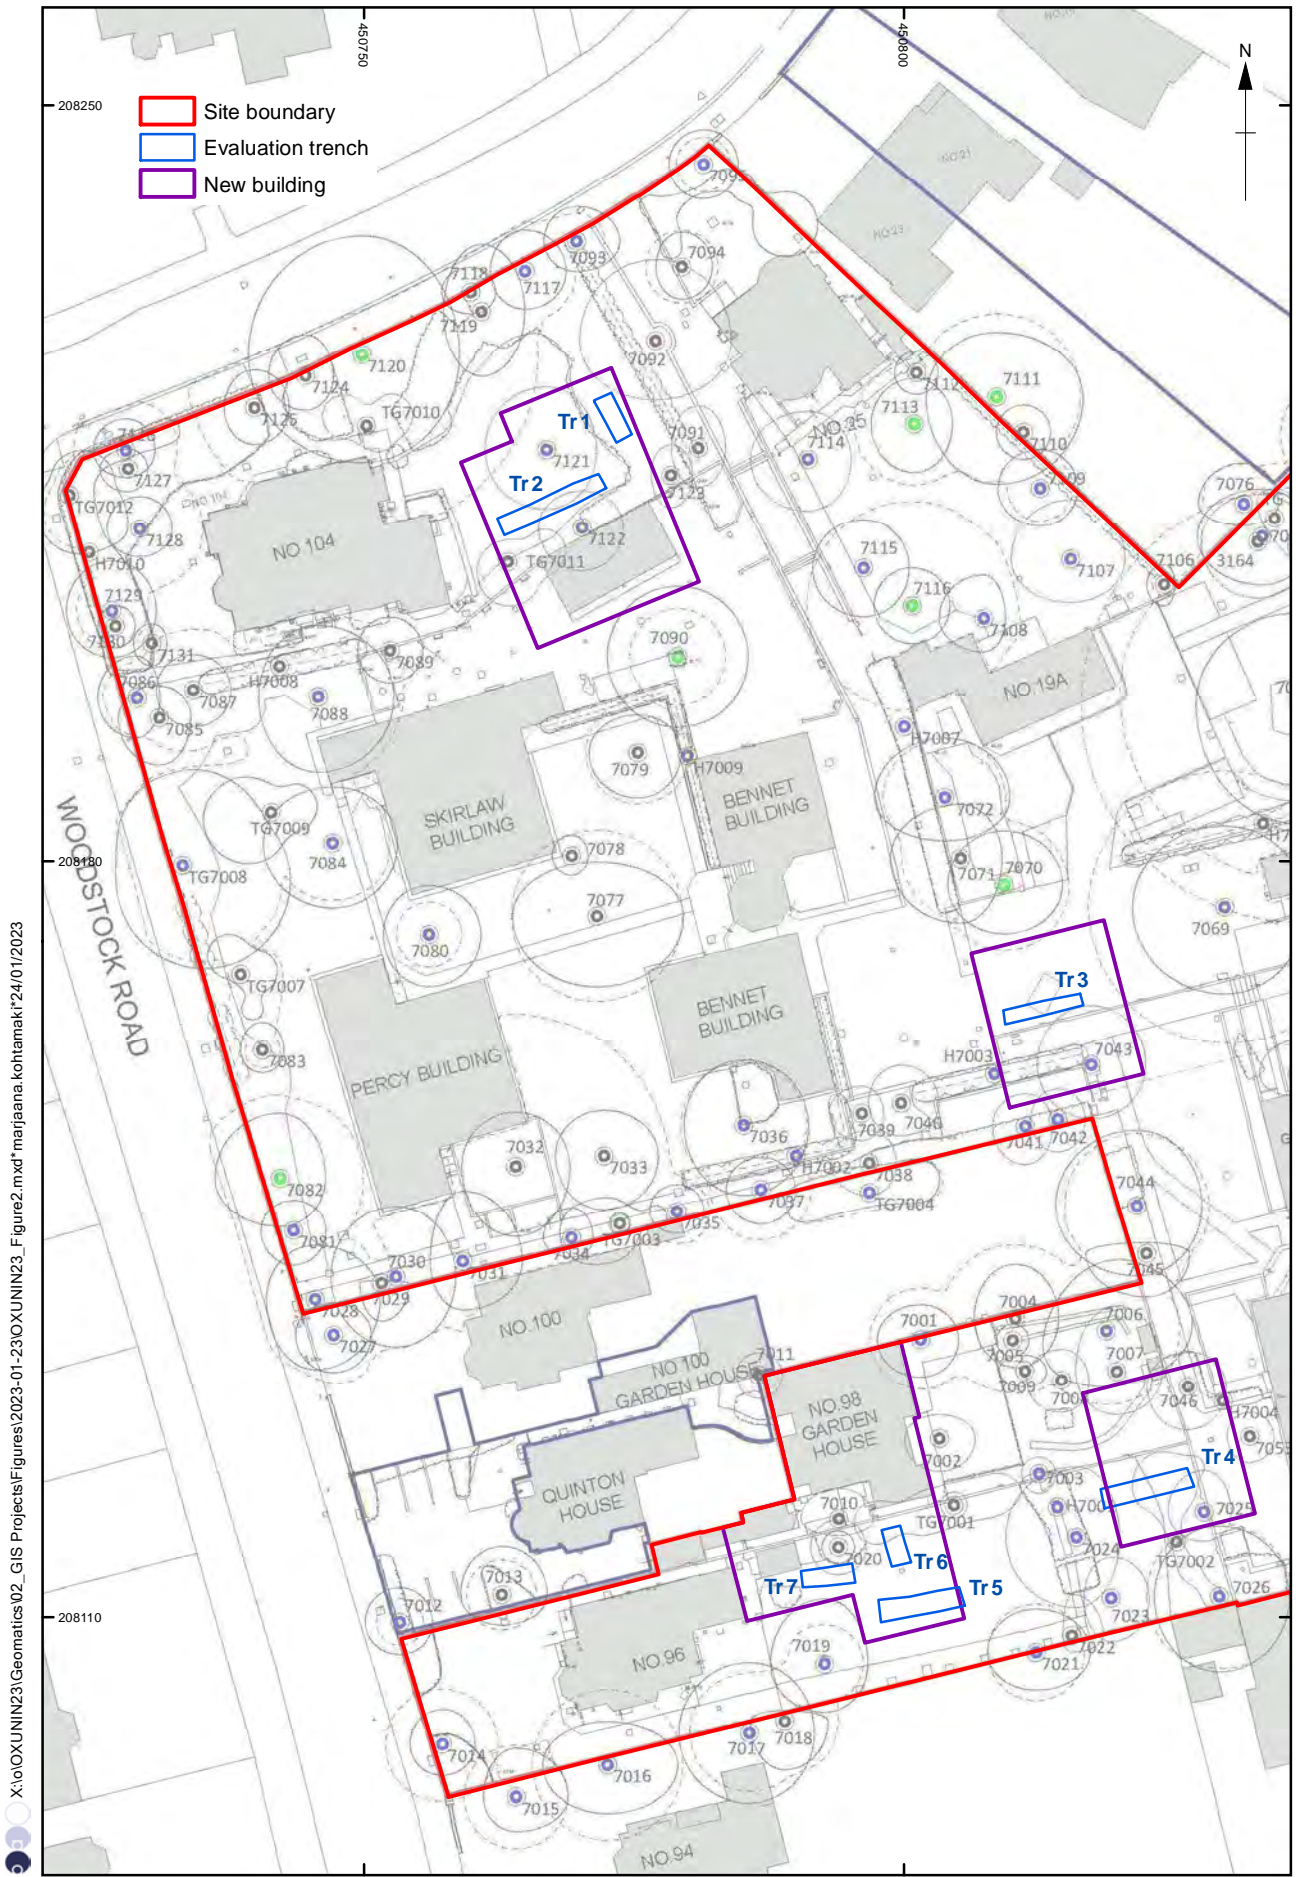 450750
450800
N
208250
Site boundary
Evaluation trench
New building
NO.21
NO.23
7095
7094
7093
7118
7117
7119
7092
7120
7124
7125
TG7010
7112
7111
7113
7110
NO.25
7114
Tr 1
7091
7121
7123
Tr 2
7127
TG7012
NO 104
7128
H7010
7122
TG7011
7115
7116
7107
7106
3164
7076
7129
7130
7131
7108
7090
7089
H7008
7086
7087
7088
7085
NO.19A
H7007
7079
H7009
SKIRLAW
BUILDING
BENNET
BUILDING
7072
TG7009
7084
7078
208180
TG7008
7071
7070
7077
7080
7069
WOODSTOCK ROAD
TG7007
BENNET
BUILDING
Tr 3
7083
PERCY BUILDING
H7003
7043
7036
7039
7040
7041
7042
7032
7033
H7002
7038
7037
TG7004
7044
7082
7035
TG7003
7081
7034
7031
7030
7029
7045
7028
7027
NO.100
7001
7004
7005
7006
7007
7009
7011
NO 100
GARDEN HOUSE
NO.98
GARDEN
HOUSE
7046
H7004
7002
Tr 4
7003
QUINTON
HOUSE
7010
TG7001
7025
7024
TG7002
7020
Tr 6
Tr 7
Tr 5
7013
7012
208110
7026
7023
7022
7021
NO.96
7019
7018
7017
7014
7016
7015
NO.94
X:\o\OXUNIN23\Geomatics\02_GIS Projects\Figures\2023-01-23\OXUNIN23_Figure2.mxd*marjaana.kohtamaki*24/01/2023